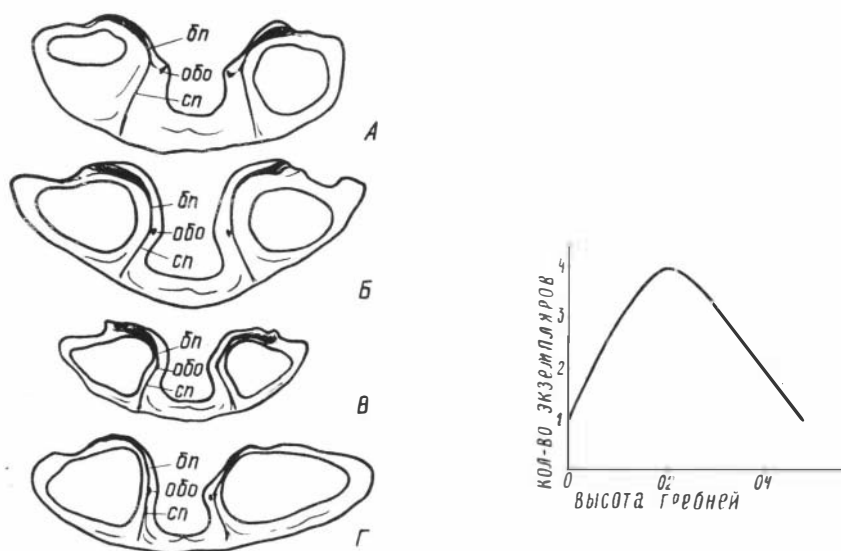 бп
обо
сп
А
бп
обо
сп
Б
бп
обо
сп
В
бп
обо
сп
Г
КОЛ-ВО ЭКЗЕМПЛЯРОВ
4
3
2
1
0 02 04
ВЫСОТА ГРЕБНЕЙ